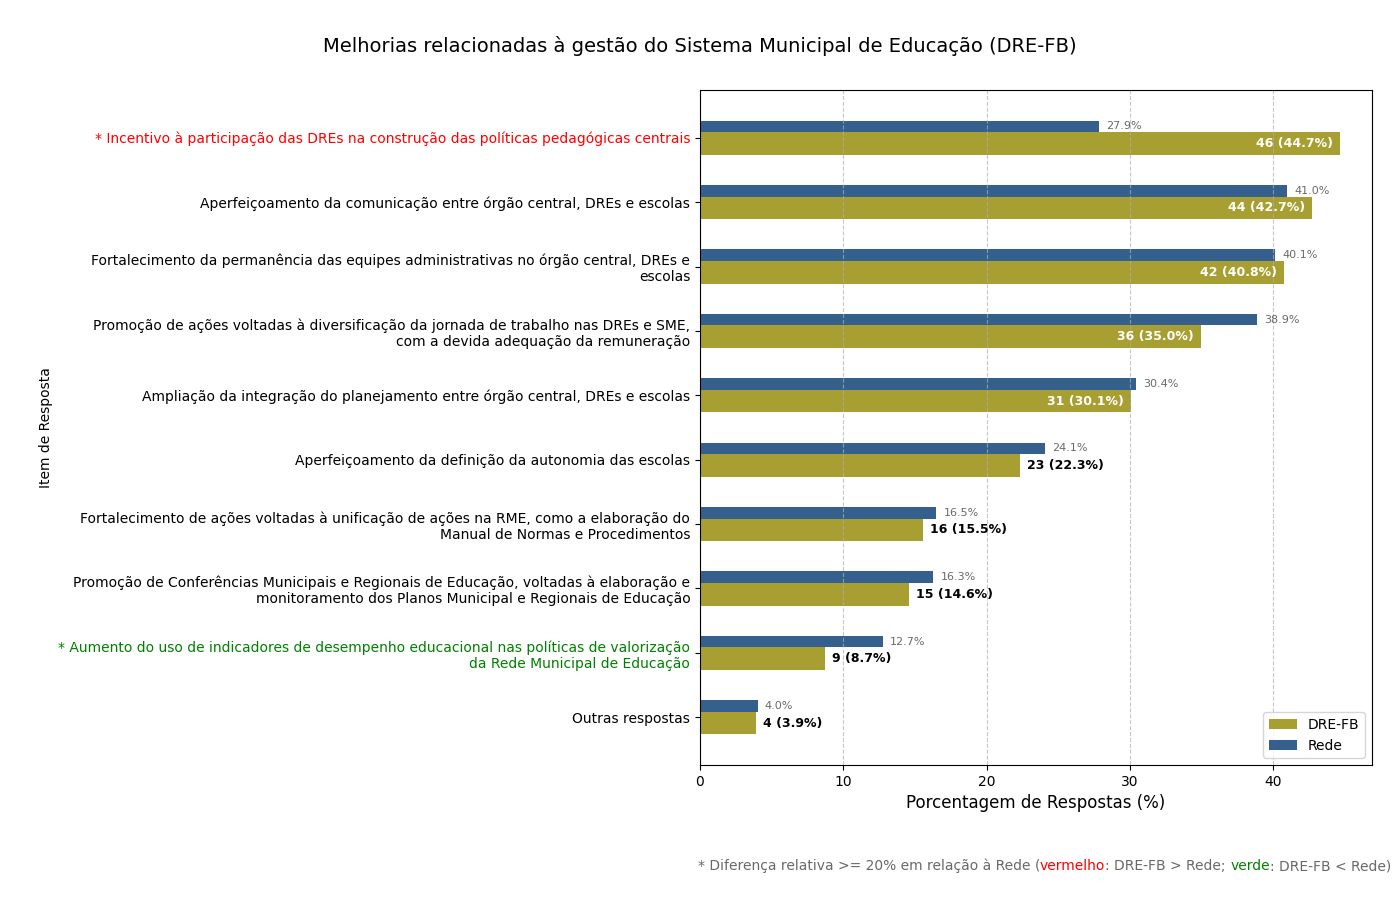 Melhorias relacionadas à gestão do Sistema Municipal de Educação (DRE-FB)
* Incentivo à participação das DREs na construção das políticas pedagógicas centrais
27.9%
46 (44.7%)
Aperfeiçoamento da comunicação entre órgão central, DREs e escolas
41.0%
44 (42.7%)
Fortalecimento da permanência das equipes administrativas no órgão central, DREs e
escolas
40.1%
42 (40.8%)
Promoção de ações voltadas à diversificação da jornada de trabalho nas DREs e SME,
com a devida adequação da remuneração
38.9%
36 (35.0%)
Ampliação da integração do planejamento entre órgão central, DREs e escolas
30.4%
31 (30.1%)
Aperfeiçoamento da definição da autonomia das escolas
24.1%
23 (22.3%)
Fortalecimento de ações voltadas à unificação de ações na RME, como a elaboração do
Manual de Normas e Procedimentos
16.5%
16 (15.5%)
Promoção de Conferências Municipais e Regionais de Educação, voltadas à elaboração e
monitoramento dos Planos Municipal e Regionais de Educação
16.3%
15 (14.6%)
* Aumento do uso de indicadores de desempenho educacional nas políticas de valorização
da Rede Municipal de Educação
12.7%
9 (8.7%)
Outras respostas
4.0%
4 (3.9%)
Item de Resposta
DRE-FB
Rede
0 10 20 30 40
Porcentagem de Respostas (%)
* Diferença relativa >= 20% em relação à Rede (vermelho: DRE-FB > Rede; verde: DRE-FB < Rede)